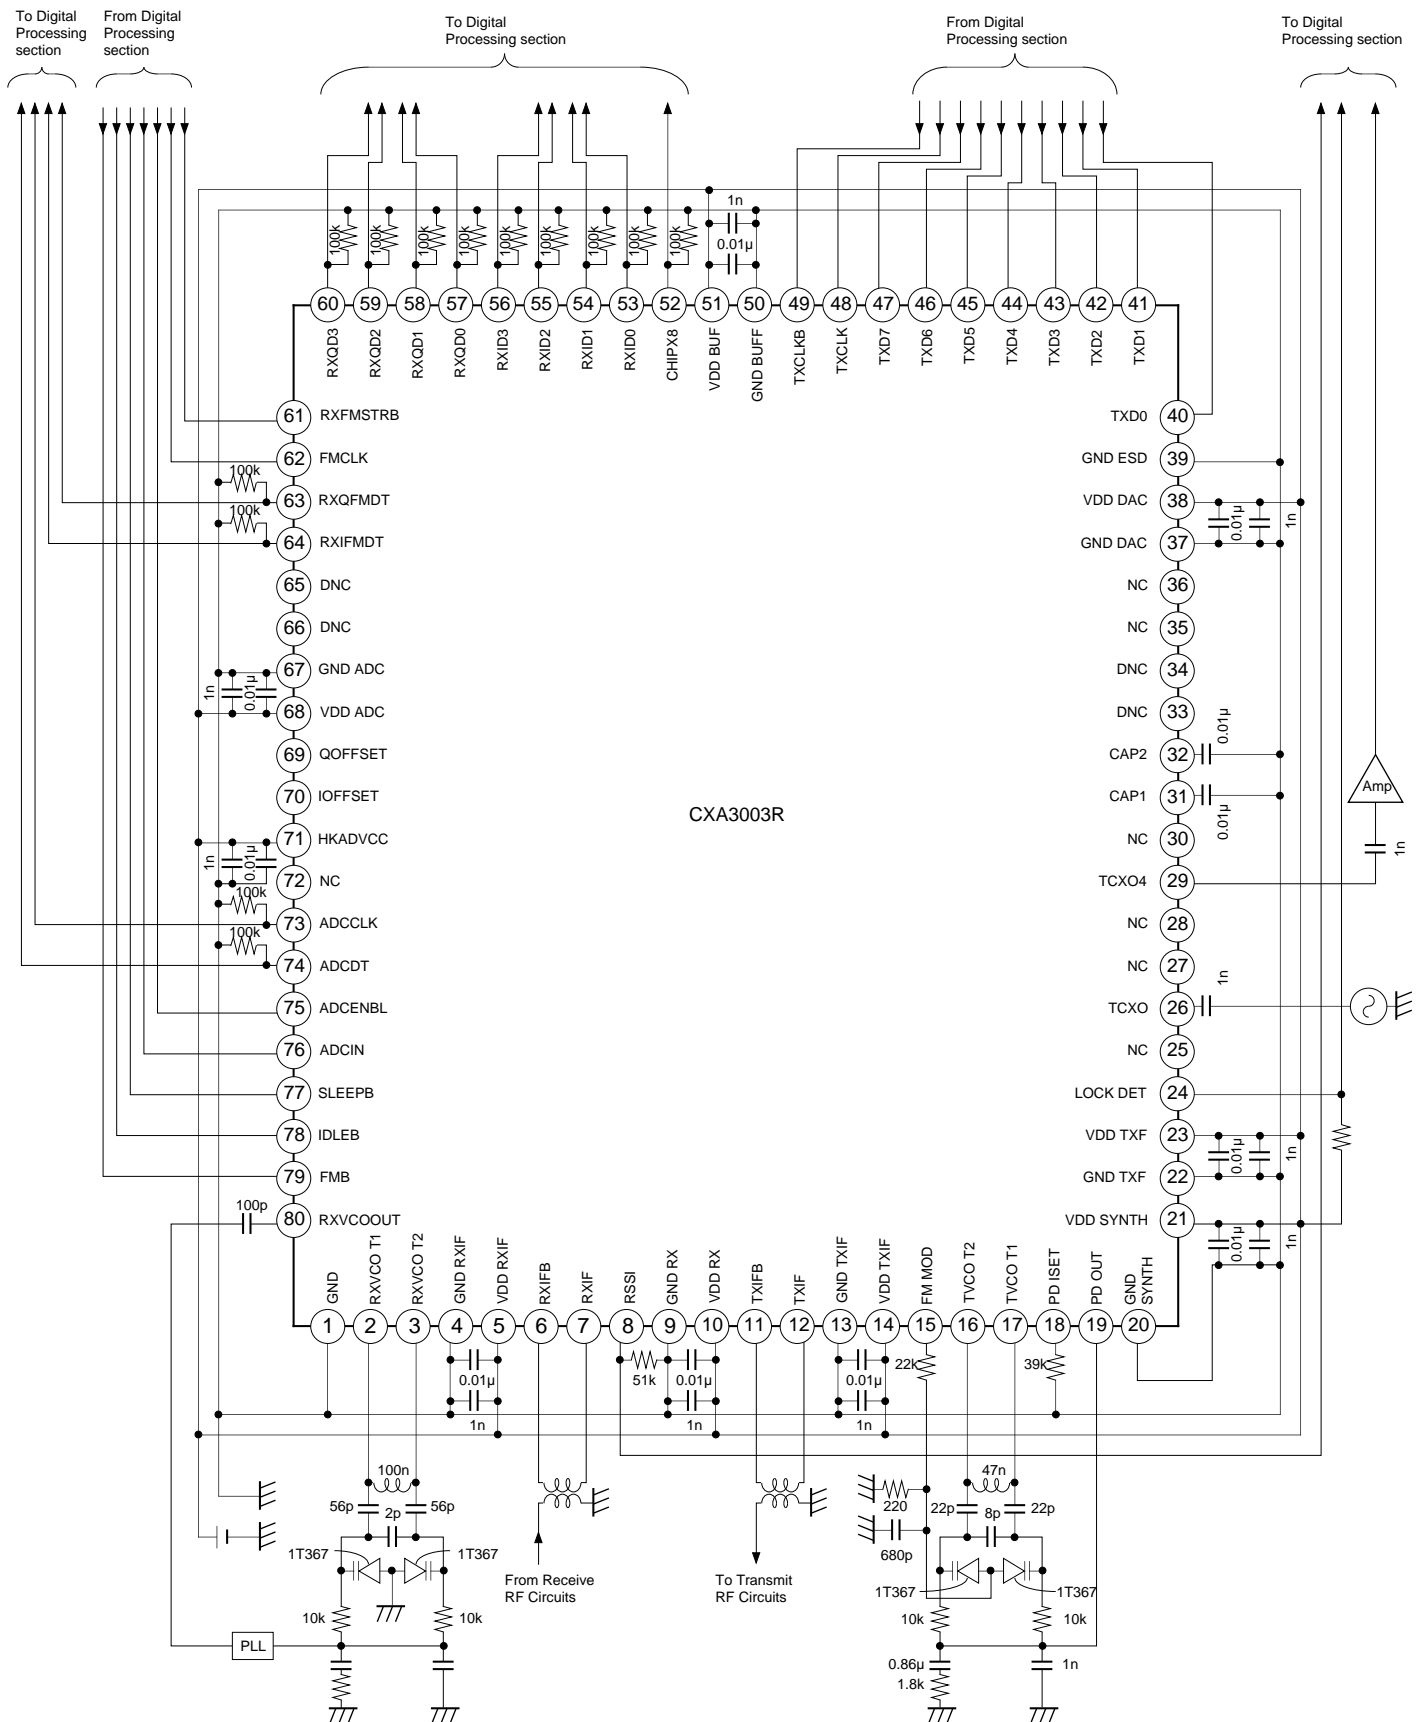 To Digital
Processing
section
From Digital
Processing
section
To Digital
Processing section
From Digital
Processing section
To Digital
Processing section
100k
100k
100k
100k
100k
100k
100k
100k
100k
1n
0.01µ
60
59
58
57
56
55
54
53
52
51
50
49
48
47
46
45
44
43
42
41
RXQD3
RXQD2
RXQD1
RXQD0
RXID3
RXID2
RXID1
RXID0
CHIPX8
VDD BUF
GND BUFF
TXCLKB
TXCLK
TXD7
TXD6
TXD5
TXD4
TXD3
TXD2
TXD1
61 RXFMSTRB
62 FMCLK
100k
63 RXQFMDT
100k
64 RXIFMDT
65 DNC
66 DNC
67 GND ADC
1n
0.01µ
68 VDD ADC
69 QOFFSET
70 IOFFSET
71 HKADVCC
1n
0.01µ
72 NC
100k
73 ADCCLK
100k
74 ADCDT
75 ADCENBL
76 ADCIN
77 SLEEPB
78 IDLEB
79 FMB
100p
80 RXVCOOUT
CXA3003R
TXD0 40
GND ESD 39
VDD DAC 38
0.01µ
1n
GND DAC 37
NC 36
NC 35
DNC 34
DNC 33
0.01µ
CAP2 32
CAP1 31
0.01µ
Amp
1n
NC 30
TCXO4 29
NC 28
NC 27
1n
TCXO 26
NC 25
LOCK DET 24
VDD TXF 23
0.01µ
1n
GND TXF 22
VDD SYNTH 21
0.01µ
1n
GND
RXVCO T1
RXVCO T2
GND RXIF
VDD RXIF
RXIFB
RXIF
RSSI
GND RX
VDD RX
TXIFB
TXIF
GND TXIF
VDD TXIF
FM MOD
TVCO T2
TVCO T1
PD ISET
PD OUT
GND
SYNTH
1
2
3
4
5
6
7
8
9
10
11
12
13
14
15
16
17
18
19
20
0.01µ
1n
51k
0.01µ
1n
0.01µ
1n
22k
39k
100n
56p
56p
2p
1T367
1T367
10k
10k
PLL
From Receive
RF Circuits
To Transmit
RF Circuits
220
680p
47n
22p
22p
8p
1T367
1T367
10k
10k
0.86µ
1.8k
1n